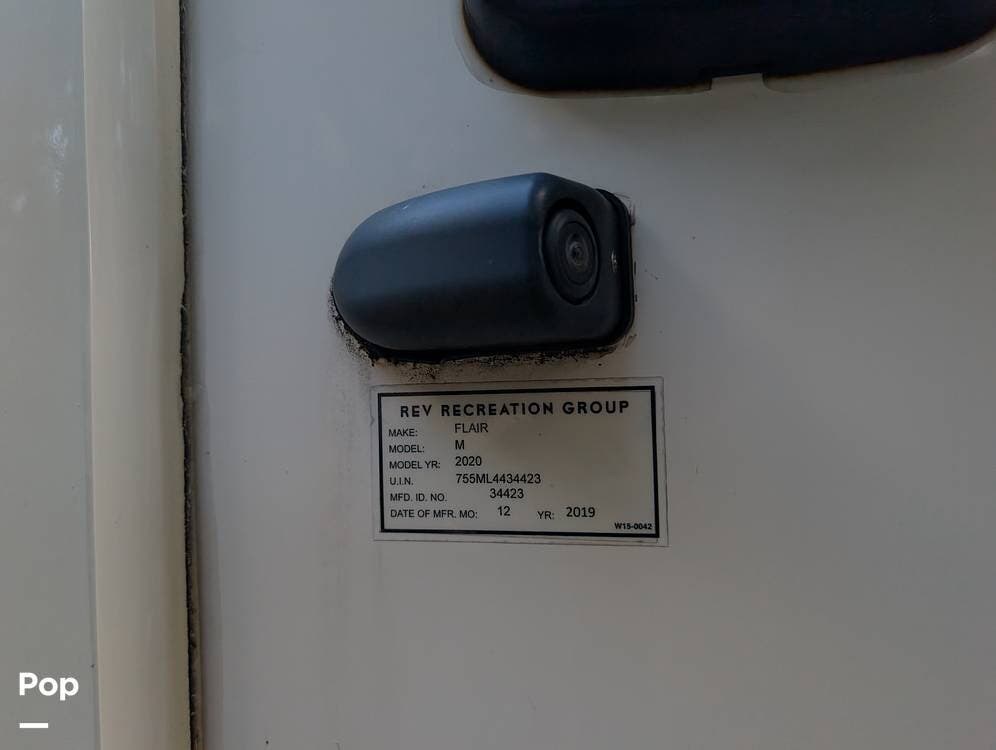 REV RECREATION GROUP
MAKE: FLAIR
MODEL: M
MODEL YR: 2020
U.I.N. 755ML4434423
MFD. ID. NO. 34423
DATE OF MFR. MO: 12 YR: 2019
W15-0042
Pop